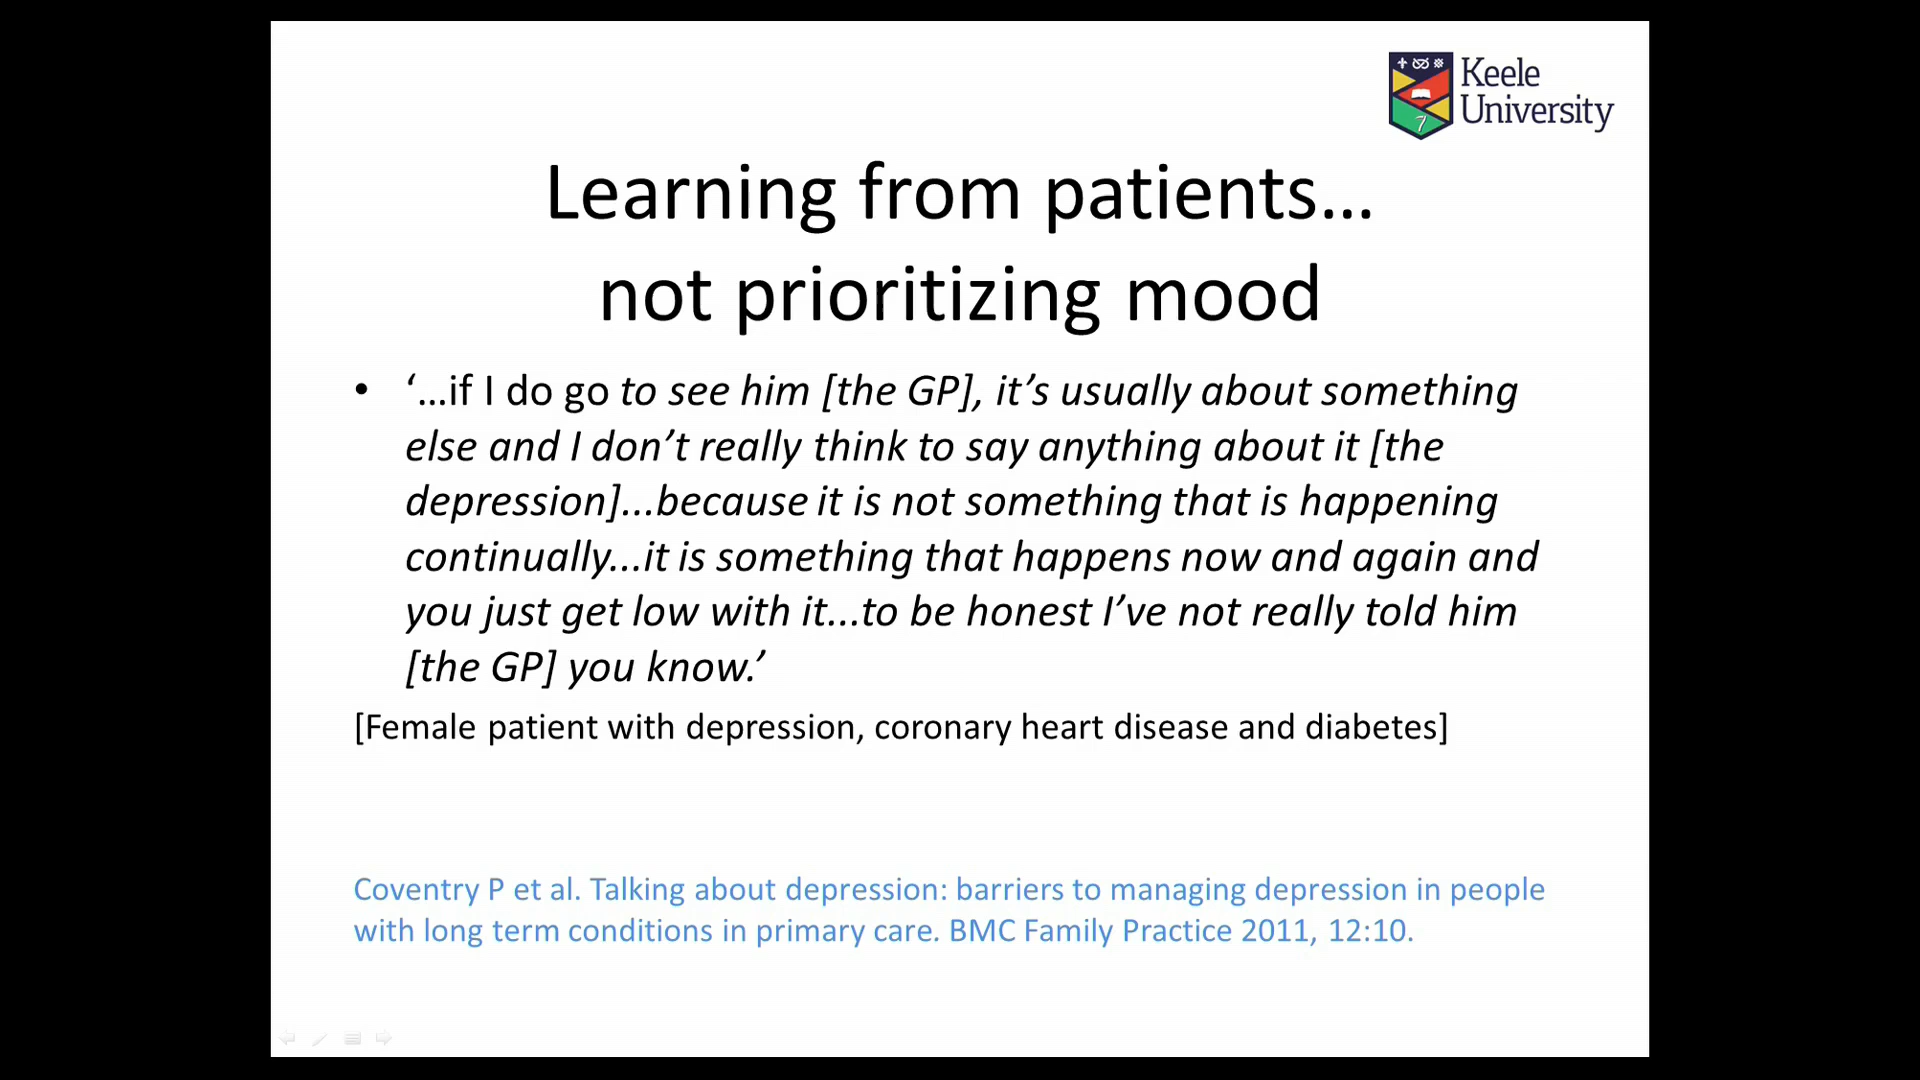 Keele
University
Learning from patients…
not prioritizing mood
• ‘…if I do go to see him [the GP], it’s usually about something
else and I don’t really think to say anything about it [the
depression]…because it is not something that is happening
continually…it is something that happens now and again and
you just get low with it…to be honest I’ve not really told him
[the GP] you know.’
[Female patient with depression, coronary heart disease and diabetes]
Coventry P et al. Talking about depression: barriers to managing depression in people
with long term conditions in primary care. BMC Family Practice 2011, 12:10.